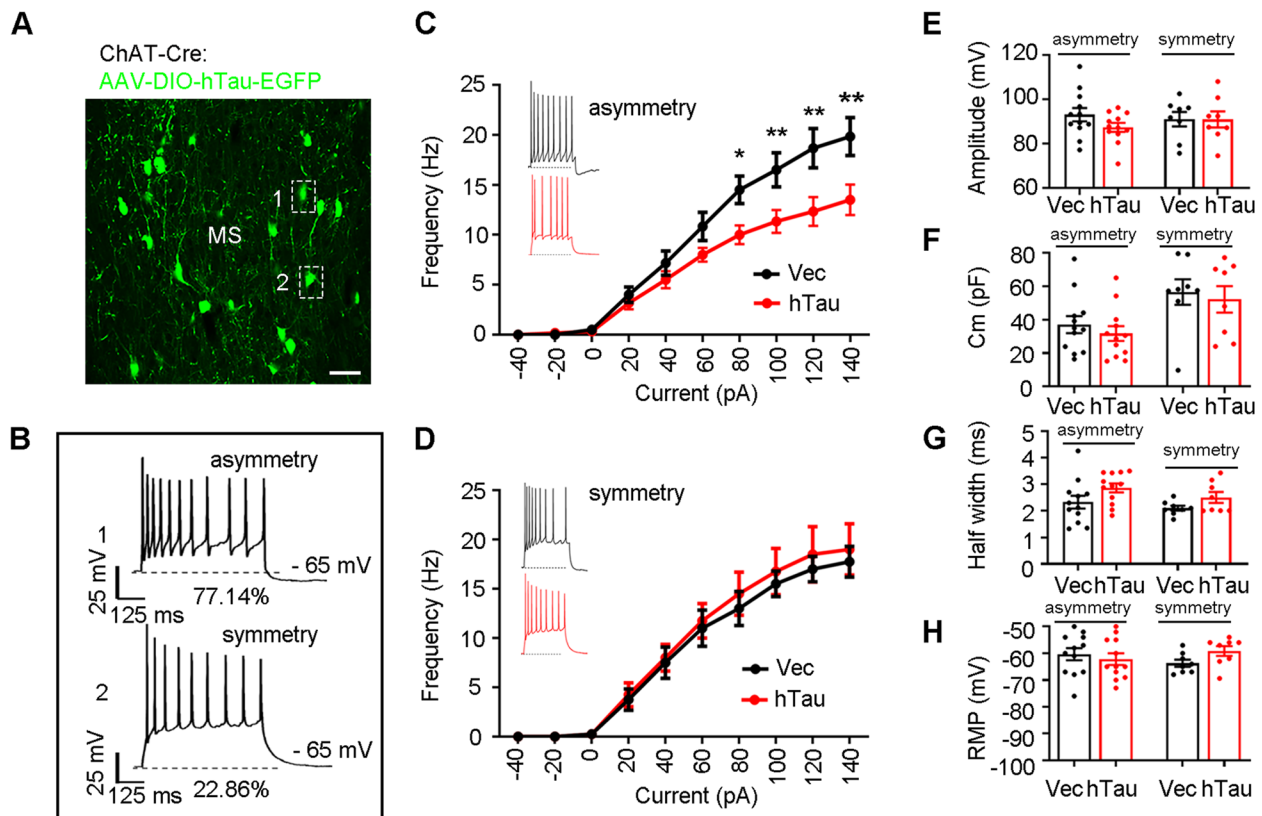 A
ChAT-Cre:
AAV-DIO-hTau-EGFP
1
MS
2
B
asymmetry
1
- 65 mV
25 mV
125 ms
77.14%
symmetry
2
- 65 mV
25 mV
125 ms
22.86%
C
Frequency (Hz)
25
20
15
10
5
0
asymmetry
*
**
**
**
Vec
hTau
-40
-20
0
20
40
60
80
100
120
140
Current (pA)
D
Frequency (Hz)
25
20
15
10
5
0
symmetry
Vec
hTau
-40
-20
0
20
40
60
80
100
120
140
Current (pA)
E
Amplitude (mV)
120
100
80
60
asymmetry
symmetry
Vec hTau
Vec hTau
F
Cm (pF)
80
60
40
20
0
asymmetry
symmetry
Vec hTau
Vec hTau
G
Half width (ms)
5
4
3
2
1
0
asymmetry
symmetry
Vec hTau
Vec hTau
H
RMP (mV)
-50
-60
-70
-80
-90
-100
asymmetry
symmetry
Vec hTau
Vec hTau